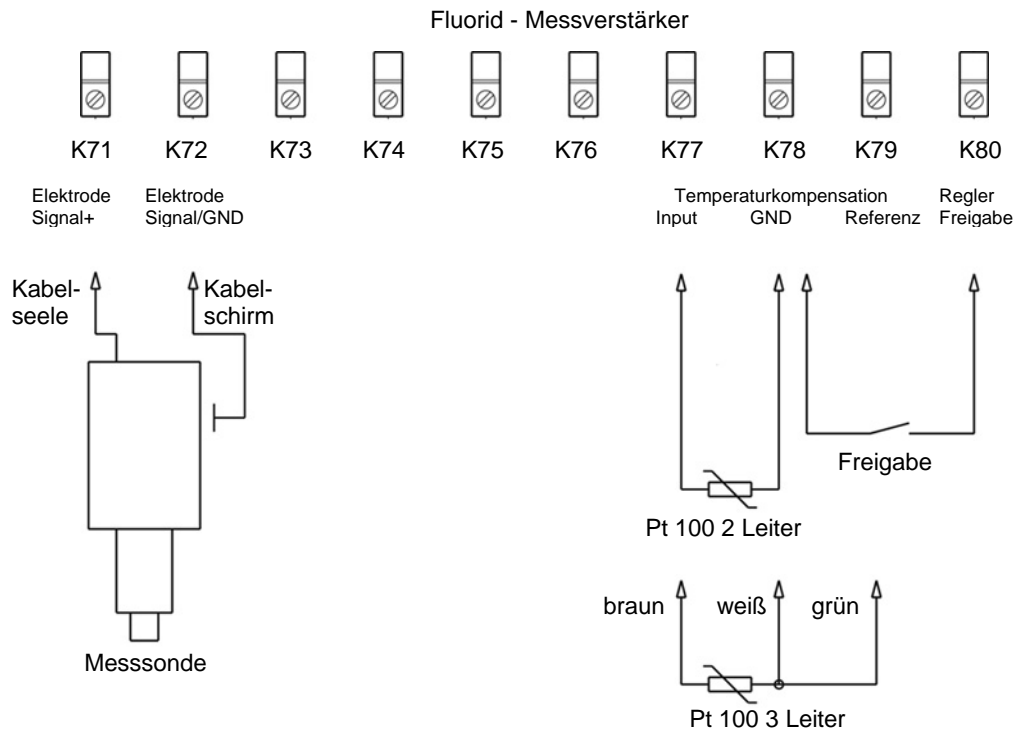 Fluorid - Messverstärker
K71 K72 K73 K74 K75 K76 K77 K78 K79 K80
Elektrode Signal+
Elektrode Signal/GND
Temperaturkompensation
Input GND Referenz
Regler Freigabe
Kabel-
seele
Kabel-
schirm
Freigabe
Pt 100 2 Leiter
braun weiß grün
Messsonde
Pt 100 3 Leiter